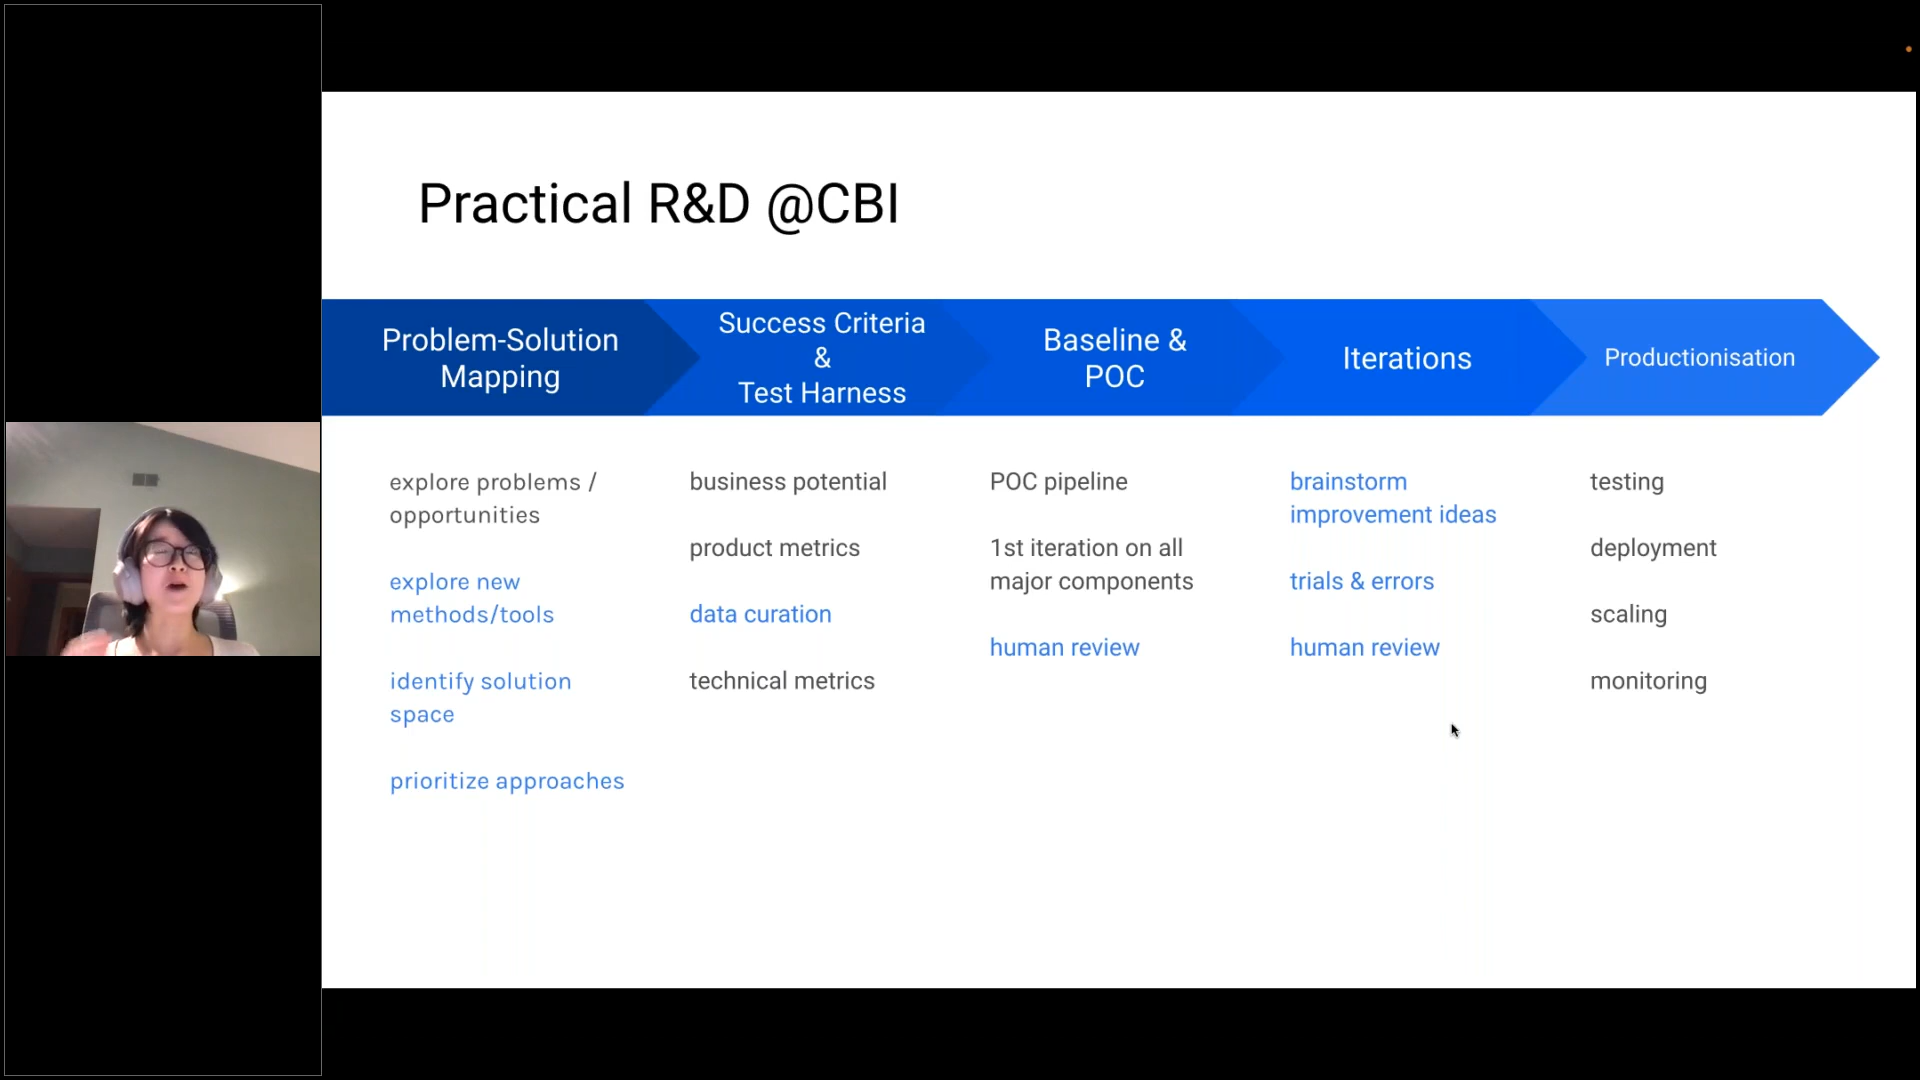 Practical R&D @CBI
Problem-Solution
Mapping
Success Criteria
&
Test Harness
Baseline &
POC
Iterations
Productionisation
explore problems /
opportunities
explore new
methods/tools
identify solution
space
prioritize approaches
business potential
product metrics
data curation
technical metrics
POC pipeline
1st iteration on all
major components
human review
brainstorm
improvement ideas
trials & errors
human review
testing
deployment
scaling
monitoring